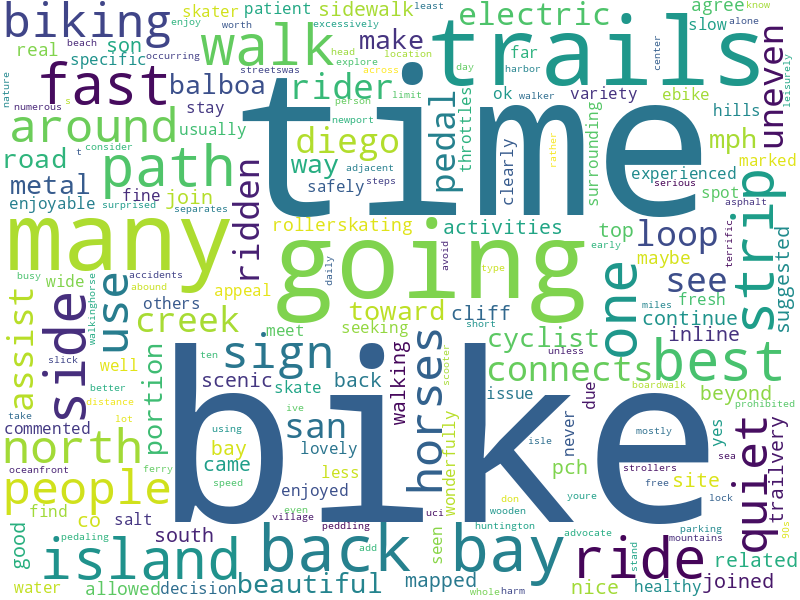 biking
skater
patient
sidewalk
electric
agree
know
enjoy
worth
son
walk
excessively
least
trails
slow
alone
real
beach
occurring
specific
make
head
location
explore
across
day
center
leisurely
nature
fast
numerous
s
streetswas
balboa
rider
far
harbor
around
stay
time
person
limit
ok
walker
variety
ebike
hills
uneven
t
consider
usually
diego
newport
pedal
throttles
mph
road
path
way
adjacent
clearly
rather
surrounding
experienced
marked
metal
fine
join
safely
steps
serious
asphalt
enjoyable
surprised
separates
ridden
rollerskating
activities
spot
terrific
many
going
top
loop
strip
busy
wide
accidents
abound
appeal
daily
avoid
type
early
maybe
see
suggested
side
use
others
toward
cliff
one
miles
fresh
continue
assist
walkinghorse
creek
meet
seeking
short
cyclist
inline
slick
well
sign
scenic
back
horses
scooter
connects
unless
boardwalk
best
better
take
distance
portion
skate
walking
issue
due
beyond
commented
lot
ten
ive
san
don
isle
never
yes
prohibited
north
using
bay
lovely
wonderfully
youre
mostly
quiet
sea
trailvery
oceanfront
ferry
came
less
pch
strollers
site
people
speed
even
enjoyed
free
lock
find
co
salt
village
peddling
uci
seen
huntington
wooden
advocate
parking
90s
good
pedaling
south
bike
island
back
bay
ride
stand
mountains
related
water
allowed
decision
add
beautiful
mapped
whole
harm
nice
healthy
joined